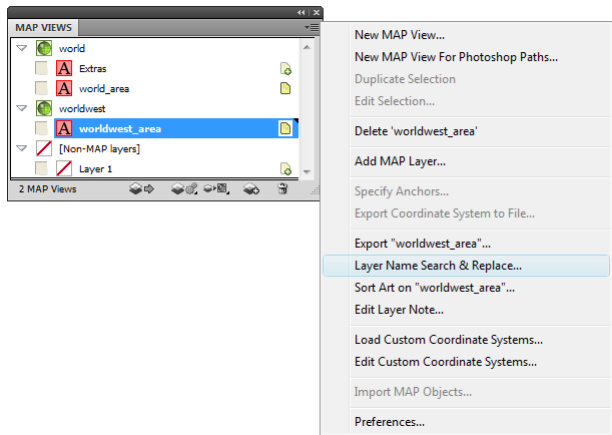 MAP VIEWS
world
A Extras
A world_area
worldwest
A worldwest_area
[Non-MAP layers]
Layer 1
2 MAP Views
New MAP View...
New MAP View For Photoshop Paths...
Duplicate Selection
Edit Selection...
Delete 'worldwest_area'
Add MAP Layer...
Specify Anchors...
Export Coordinate System to File...
Export "worldwest_area"...
Layer Name Search & Replace...
Sort Art on "worldwest_area"...
Edit Layer Note...
Load Custom Coordinate Systems...
Edit Custom Coordinate Systems...
Import MAP Objects...
Preferences...